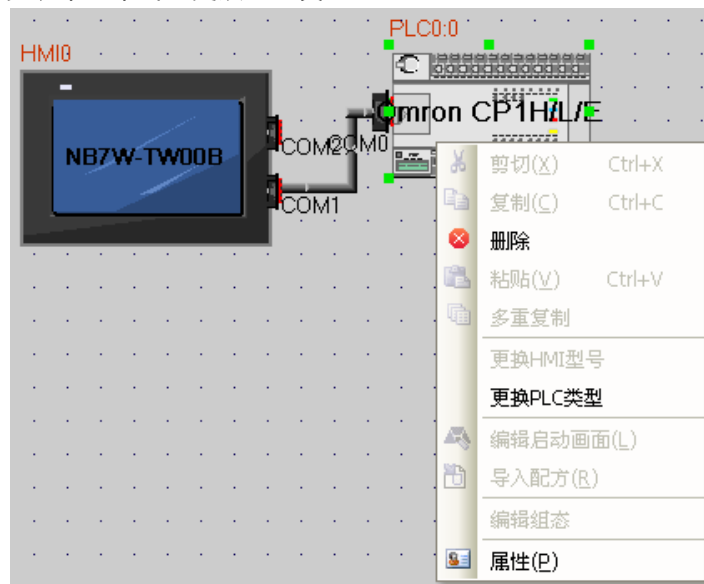 PLC0:0
HMI0
Omron CP1H/L/E
NB7W-TW00B
COM2
COM0
COM1
剪切(X) Ctrl+X
复制(C) Ctrl+C
删除
粘贴(V) Ctrl+V
多重复制
更换HMI型号
更换PLC类型
编辑启动画面(L)
导入配方(R)
编辑组态
属性(P)